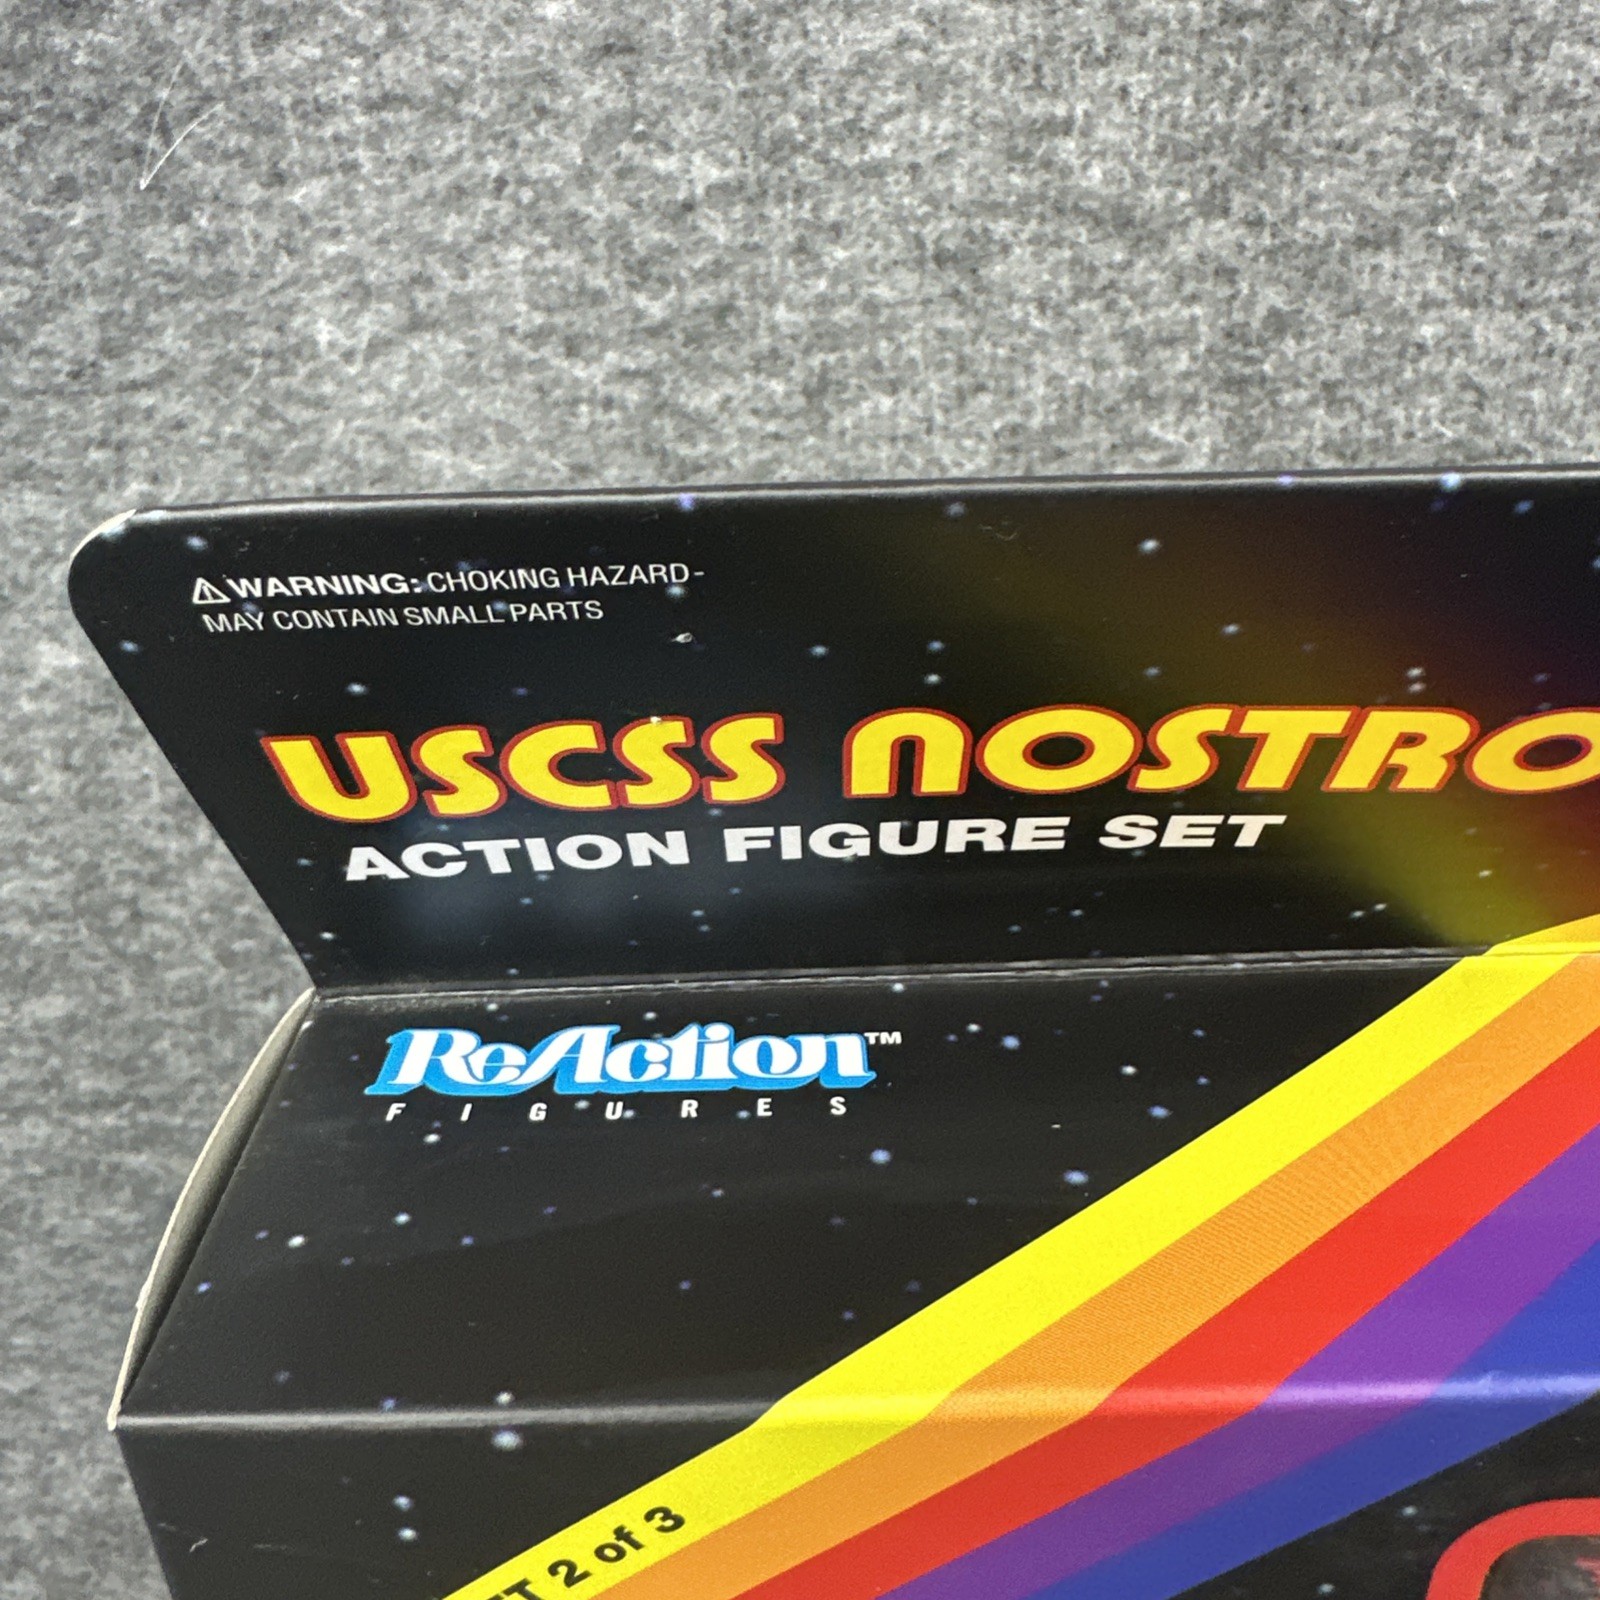 ⚠WARNING: CHOKING HAZARD-
MAY CONTAIN SMALL PARTS
USCSS NOSTRO
ACTION FIGURE SET
ReAction™
FIGURES
2 of 3